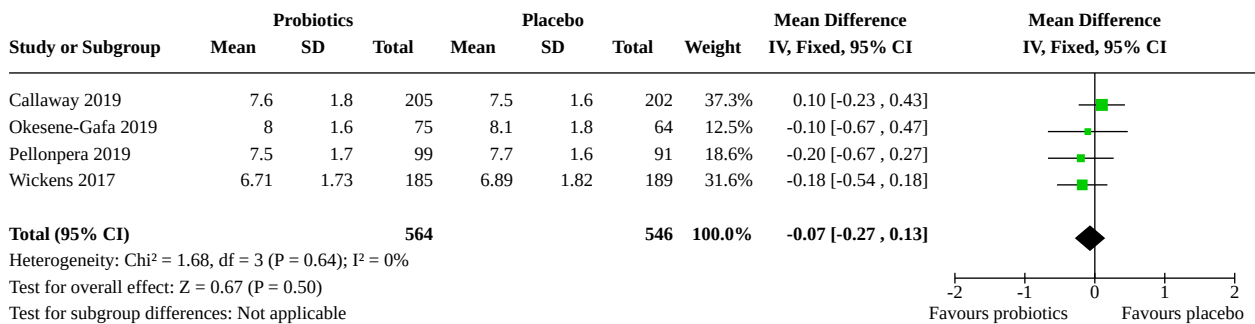 Probiotics Placebo Mean Difference Mean Difference
Study or Subgroup Mean SD Total Mean SD Total Weight IV, Fixed, 95% CI IV, Fixed, 95% CI
Callaway 2019 7.6 1.8 205 7.5 1.6 202 37.3% 0.10 [-0.23 , 0.43]
Okesene-Gafa 2019 8 1.6 75 8.1 1.8 64 12.5% -0.10 [-0.67 , 0.47]
Pellonpera 2019 7.5 1.7 99 7.7 1.6 91 18.6% -0.20 [-0.67 , 0.27]
Wickens 2017 6.71 1.73 185 6.89 1.82 189 31.6% -0.18 [-0.54 , 0.18]
Total (95% CI) 564 546 100.0% -0.07 [-0.27 , 0.13]
Heterogeneity: Chi² = 1.68, df = 3 (P = 0.64); I² = 0%
Test for overall effect: Z = 0.67 (P = 0.50)
-2 -1 0 1 2
Test for subgroup differences: Not applicable
Favours probiotics Favours placebo